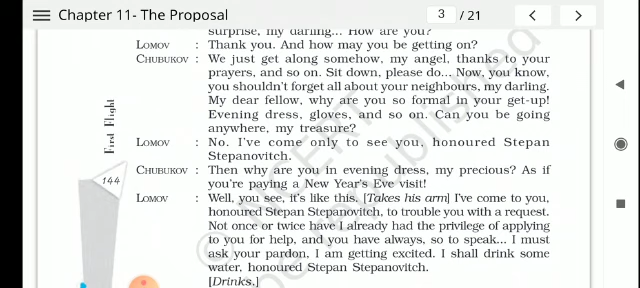 Chapter 11- The Proposal
3 / 21
surprise, my darling... How are you?
LOMOV : Thank you. And how may you be getting on?
CHUBUKOV : We just get along somehow, my angel, thanks to your
prayers, and so on. Sit down, please do... Now, you know,
you shouldn't forget all about your neighbours, my darling.
My dear fellow, why are you so formal in your get-up!
Evening dress, gloves, and so on. Can you be going
anywhere, my treasure?
LOMOV : No. I've come only to see you, honoured Stepan
Stepanovitch.
CHUBUKOV : Then why are you in evening dress, my precious? As if
you're paying a New Year's Eve visit!
LOMOV : Well, you see, it's like this. [Takes his arm] I've come to you,
honoured Stepan Stepanovitch, to trouble you with a request.
Not once or twice have I already had the privilege of applying
to you for help, and you have always, so to speak... I must
ask your pardon, I am getting excited. I shall drink some
water, honoured Stepan Stepanovitch.
[Drinks.]
First Flight
144
© NCERT
be republished